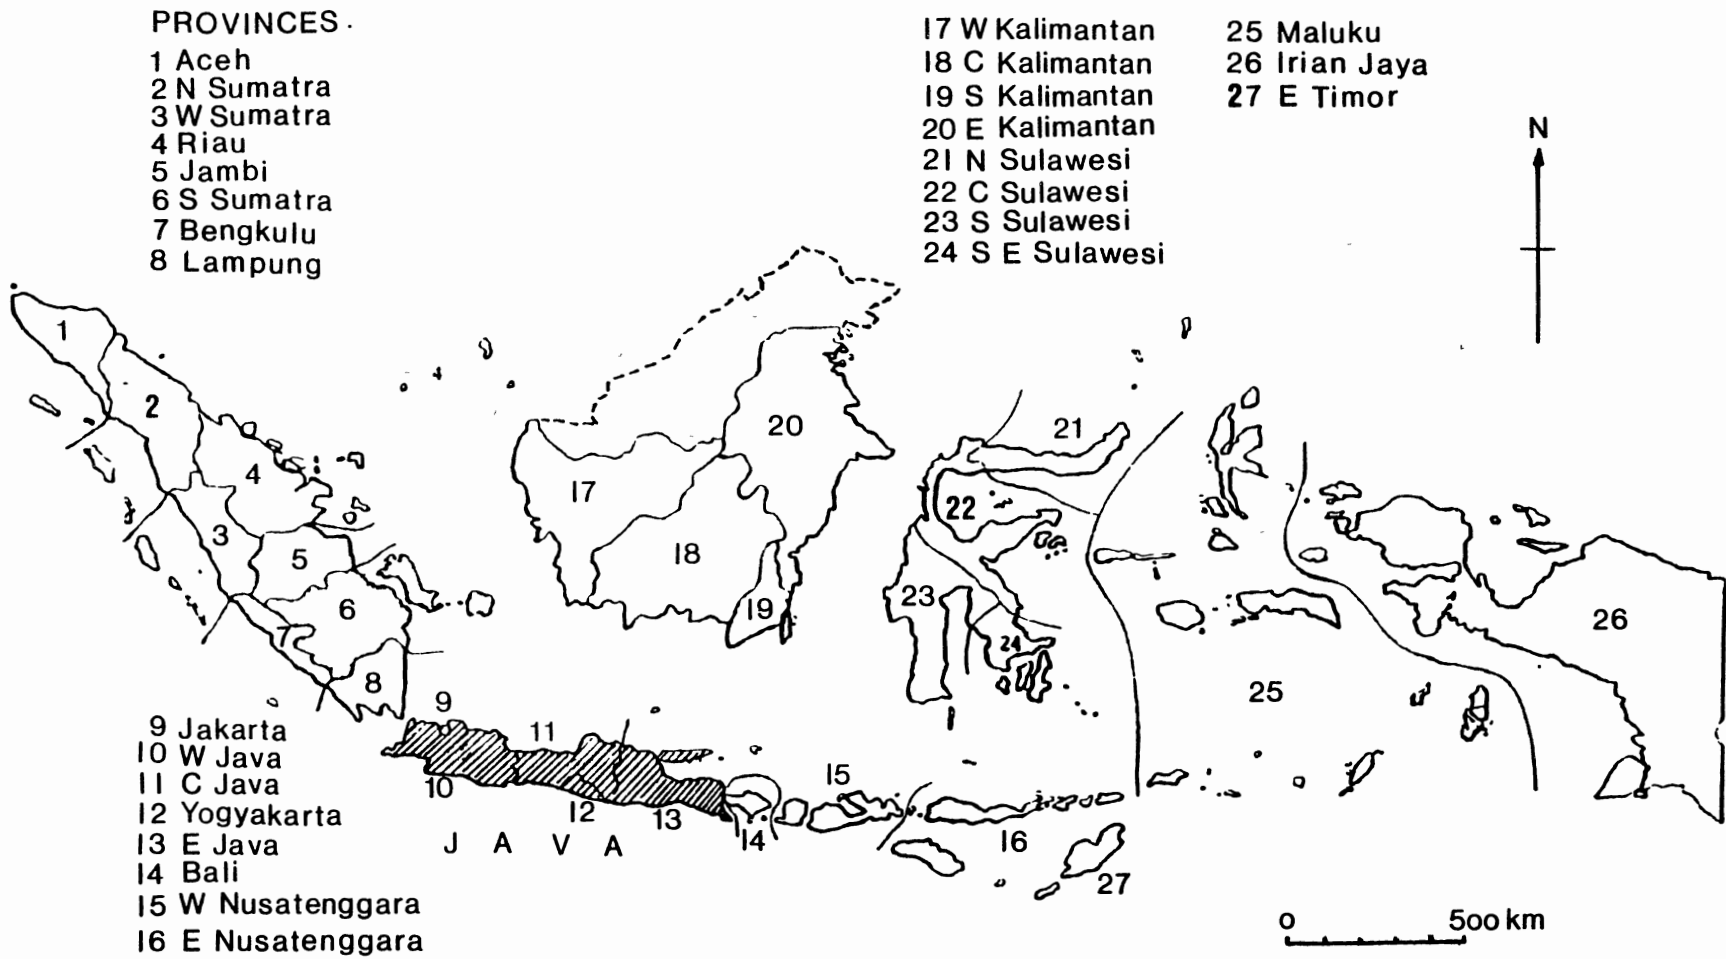 PROVINCES.
1 Aceh
2 N Sumatra
3 W Sumatra
4 Riau
5 Jambi
6 S Sumatra
7 Bengkulu
8 Lampung
17 W Kalimantan
18 C Kalimantan
19 S Kalimantan
20 E Kalimantan
21 N Sulawesi
22 C Sulawesi
23 S Sulawesi
24 S E Sulawesi
25 Maluku
26 Irian Jaya
27 E Timor
N
1
2
3
4
5
6
7
8
17
18
19
20
21
22
23
24
25
26
9
10
11
12
13
14
15
16
27
J A V A
9 Jakarta
10 W Java
11 C Java
12 Yogyakarta
13 E Java
14 Bali
15 W Nusatenggara
16 E Nusatenggara
0 500 km